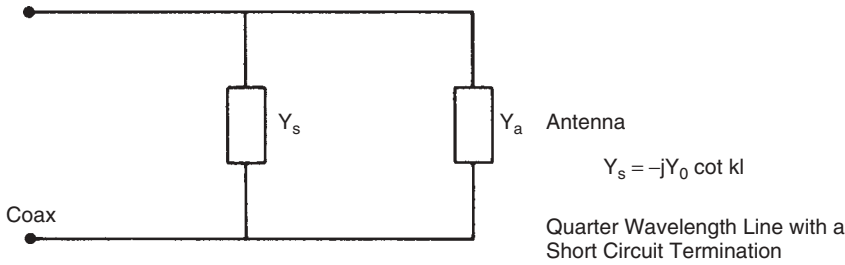 Y_s
Y_a Antenna
Y_s = –jY_0 cot kl
Coax
Quarter Wavelength Line with a
Short Circuit Termination